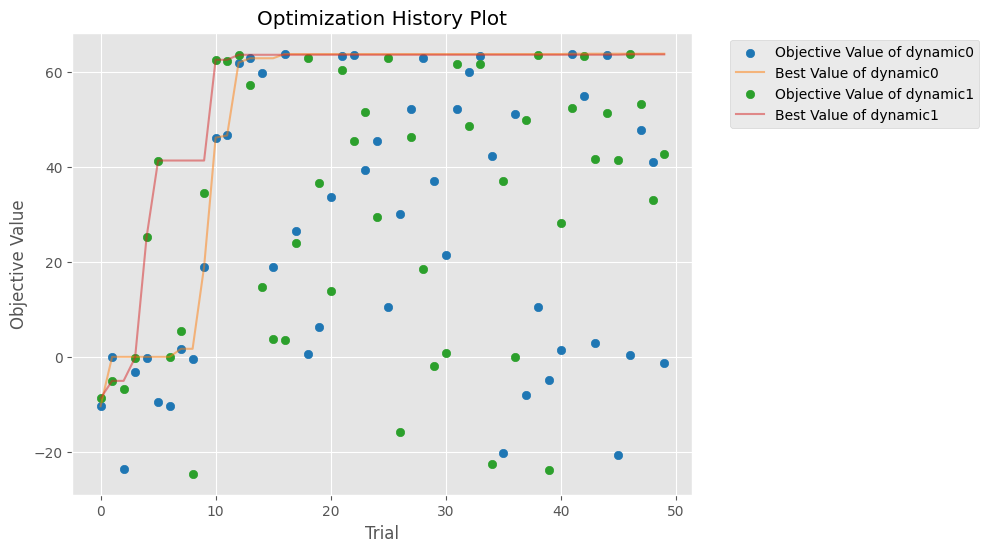 Optimization History Plot
Objective Value of dynamic0
Best Value of dynamic0
Objective Value of dynamic1
Best Value of dynamic1
Objective Value
60
40
20
0
−20
0 10 20 30 40 50
Trial